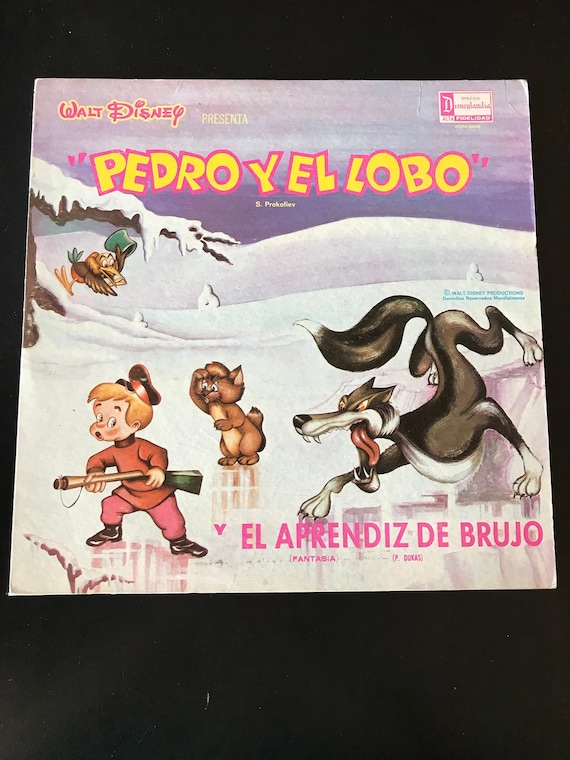 WALT DISNEY
PRESENTA
ESPECIAL
Disneylandia
ALTA FIDELIDAD
"PEDRO Y EL LOBO"
S. Prokofiev
© WALT DISNEY PRODUCTIONS
Derechos Reservados Mundialmente
Y EL APRENDIZ DE BRUJO
(FANTASIA) (P. DUKAS)